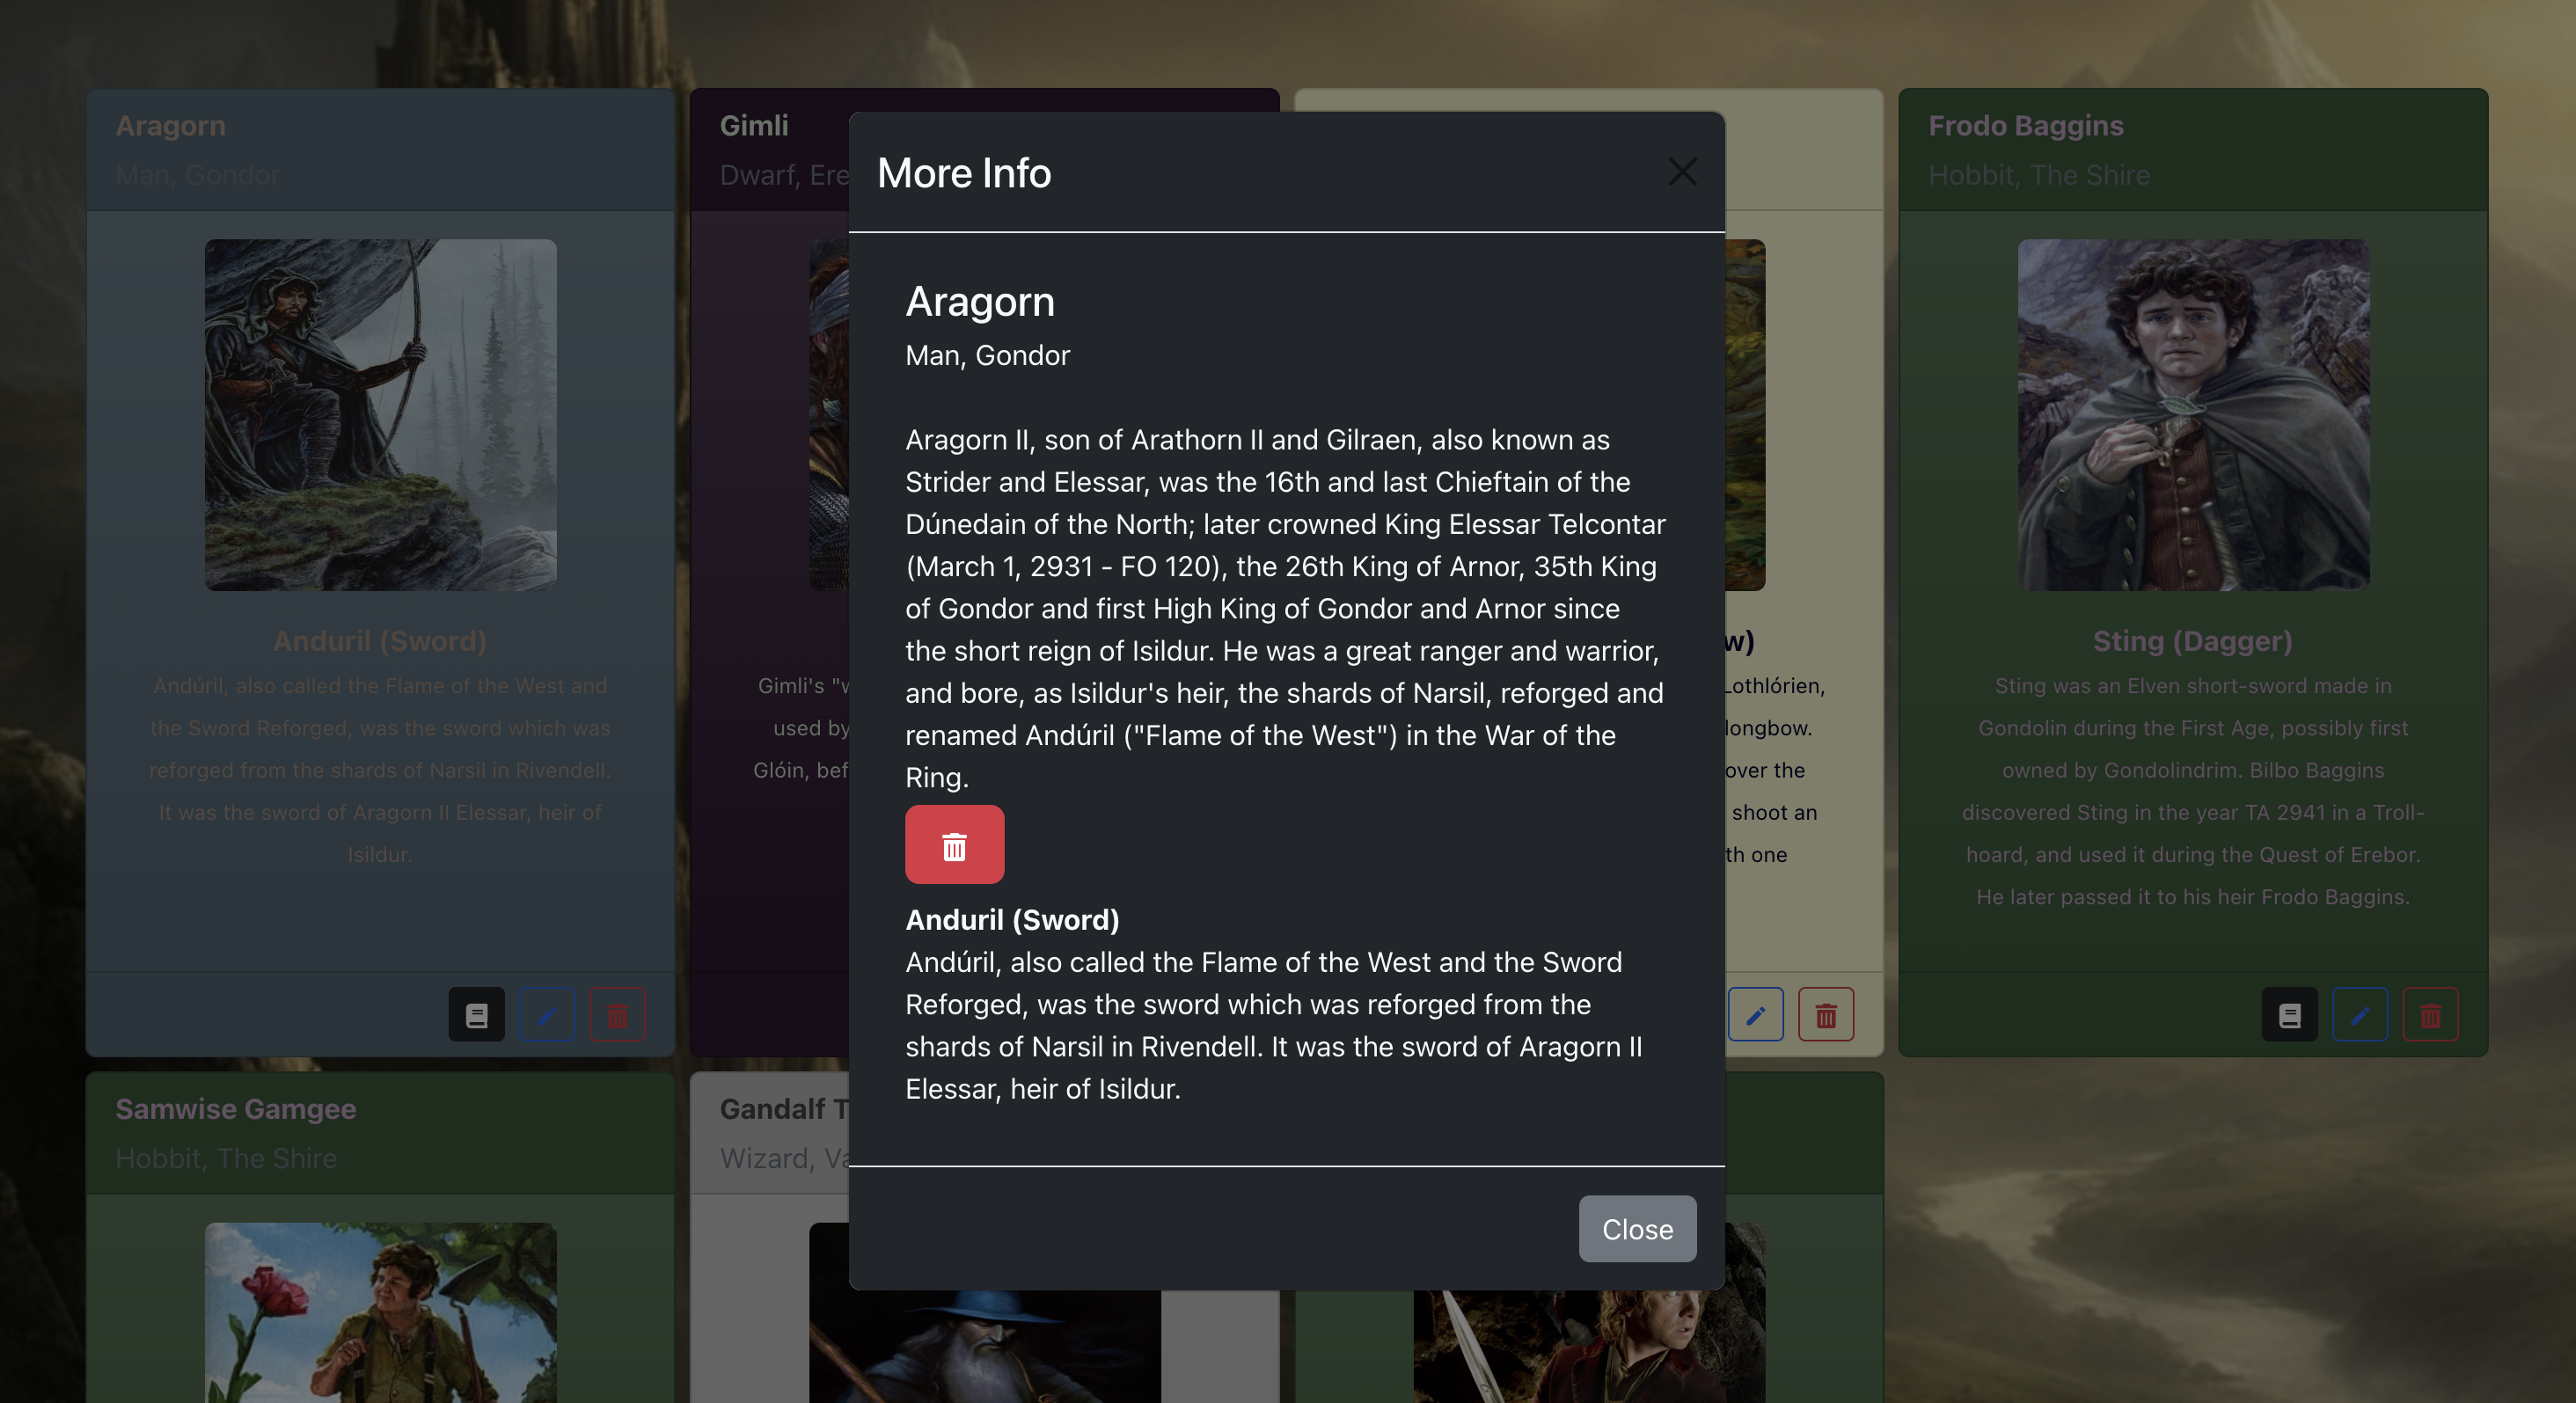 Aragorn
Man, Gondor
Anduril (Sword)
Andúril, also called the Flame of the West and
the Sword Reforged, was the sword which was
reforged from the shards of Narsil in Rivendell.
It was the sword of Aragorn II Elessar, heir of
Isildur.
Gimli
Dwarf, Ere
Gimli's "w
used by
Glóin, bef
More Info
Aragorn
Man, Gondor
Aragorn II, son of Arathorn II and Gilraen, also known as
Strider and Elessar, was the 16th and last Chieftain of the
Dúnedain of the North; later crowned King Elessar Telcontar
(March 1, 2931 - FO 120), the 26th King of Arnor, 35th King
of Gondor and first High King of Gondor and Arnor since
the short reign of Isildur. He was a great ranger and warrior,
and bore, as Isildur's heir, the shards of Narsil, reforged and
renamed Andúril ("Flame of the West") in the War of the
Ring.
Anduril (Sword)
Andúril, also called the Flame of the West and the Sword
Reforged, was the sword which was reforged from the
shards of Narsil in Rivendell. It was the sword of Aragorn II
Elessar, heir of Isildur.
Close
w)
Lothlórien,
longbow.
over the
shoot an
th one
Frodo Baggins
Hobbit, The Shire
Sting (Dagger)
Sting was an Elven short-sword made in
Gondolin during the First Age, possibly first
owned by Gondolindrim. Bilbo Baggins
discovered Sting in the year TA 2941 in a Troll-
hoard, and used it during the Quest of Erebor.
He later passed it to his heir Frodo Baggins.
Samwise Gamgee
Hobbit, The Shire
Gandalf T
Wizard, Va